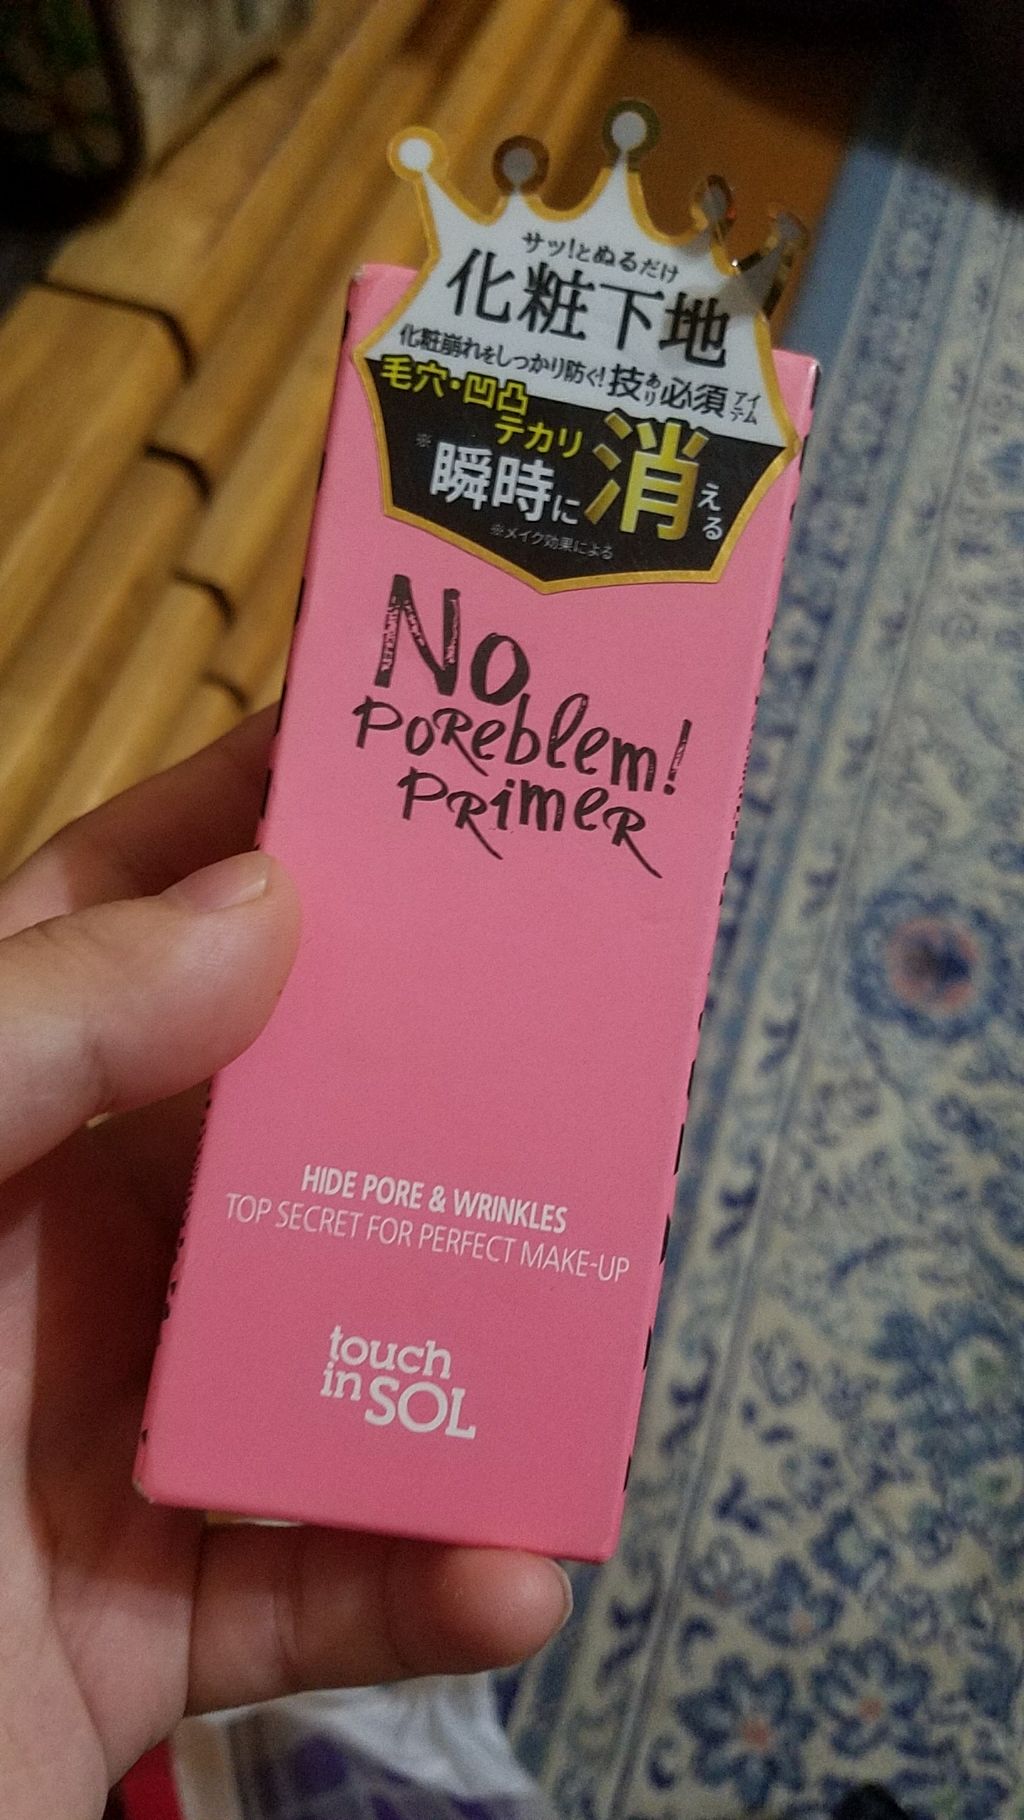 サッ!とぬるだけ
化粧下地
化粧崩れをしっかり防ぐ!技あり必須アイテム
毛穴・凹凸
テカリ
※瞬時に消える
※メイク効果による
No
POREblem!
PRIMER
HIDE PORE & WRINKLES
TOP SECRET FOR PERFECT MAKE-UP
touch
in SOL